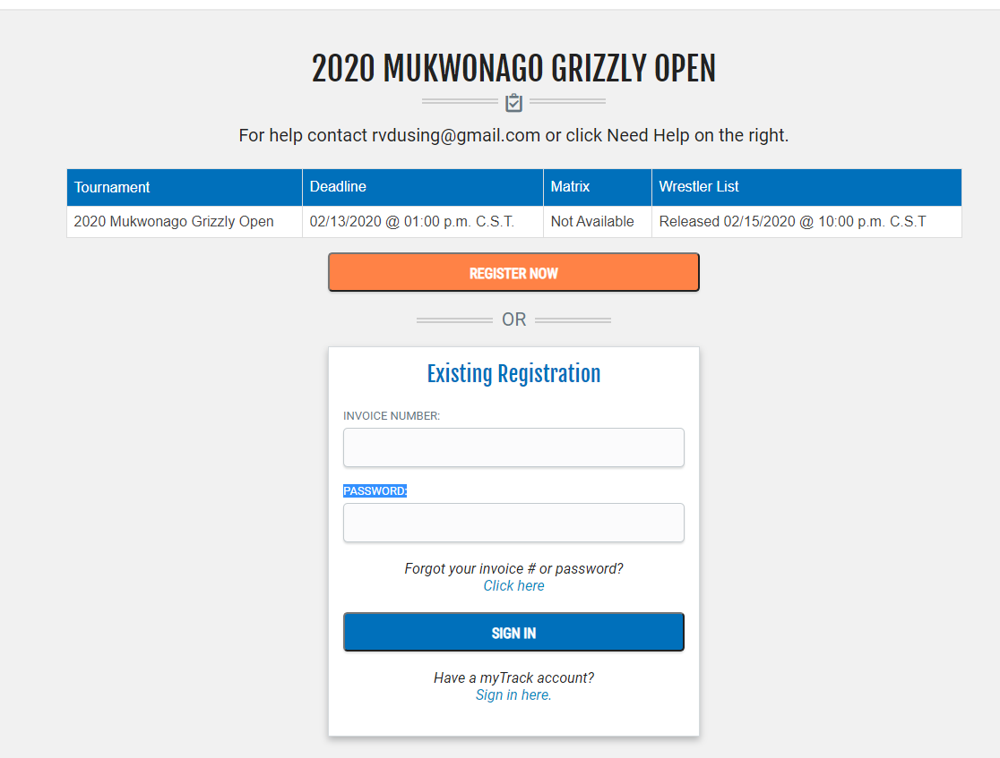 2020 MUKWONAGO GRIZZLY OPEN
For help contact rvdusing@gmail.com or click Need Help on the right.
Tournament Deadline Matrix Wrestler List
2020 Mukwonago Grizzly Open 02/13/2020 @ 01:00 p.m. C.S.T. Not Available Released 02/15/2020 @ 10:00 p.m. C.S.T
REGISTER NOW
OR
Existing Registration
INVOICE NUMBER:
PASSWORD:
Forgot your invoice # or password?
Click here
SIGN IN
Have a myTrack account?
Sign in here.